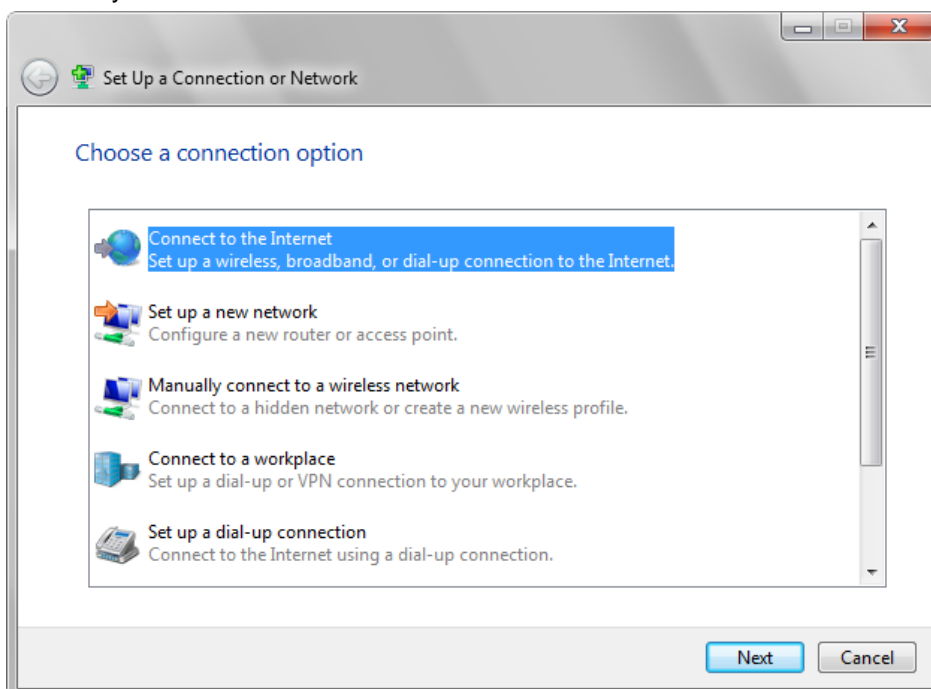 Set Up a Connection or Network
Choose a connection option
Connect to the Internet
Set up a wireless, broadband, or dial-up connection to the Internet.
Set up a new network
Configure a new router or access point.
Manually connect to a wireless network
Connect to a hidden network or create a new wireless profile.
Connect to a workplace
Set up a dial-up or VPN connection to your workplace.
Set up a dial-up connection
Connect to the Internet using a dial-up connection.
Next
Cancel